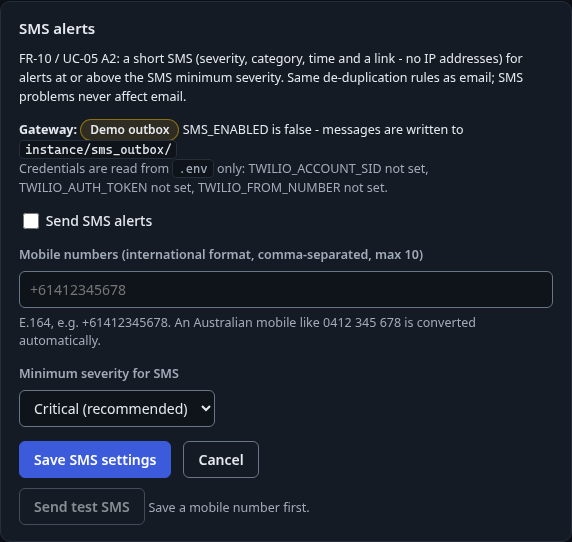 SMS alerts
FR-10 / UC-05 A2: a short SMS (severity, category, time and a link - no IP addresses) for
alerts at or above the SMS minimum severity. Same de-duplication rules as email; SMS
problems never affect email.
Gateway: Demo outbox SMS_ENABLED is false - messages are written to
instance/sms_outbox/
Credentials are read from .env only: TWILIO_ACCOUNT_SID not set,
TWILIO_AUTH_TOKEN not set, TWILIO_FROM_NUMBER not set.
Send SMS alerts
Mobile numbers (international format, comma-separated, max 10)
+61412345678
E.164, e.g. +61412345678. An Australian mobile like 0412 345 678 is converted
automatically.
Minimum severity for SMS
Critical (recommended)
Save SMS settings Cancel
Send test SMS Save a mobile number first.